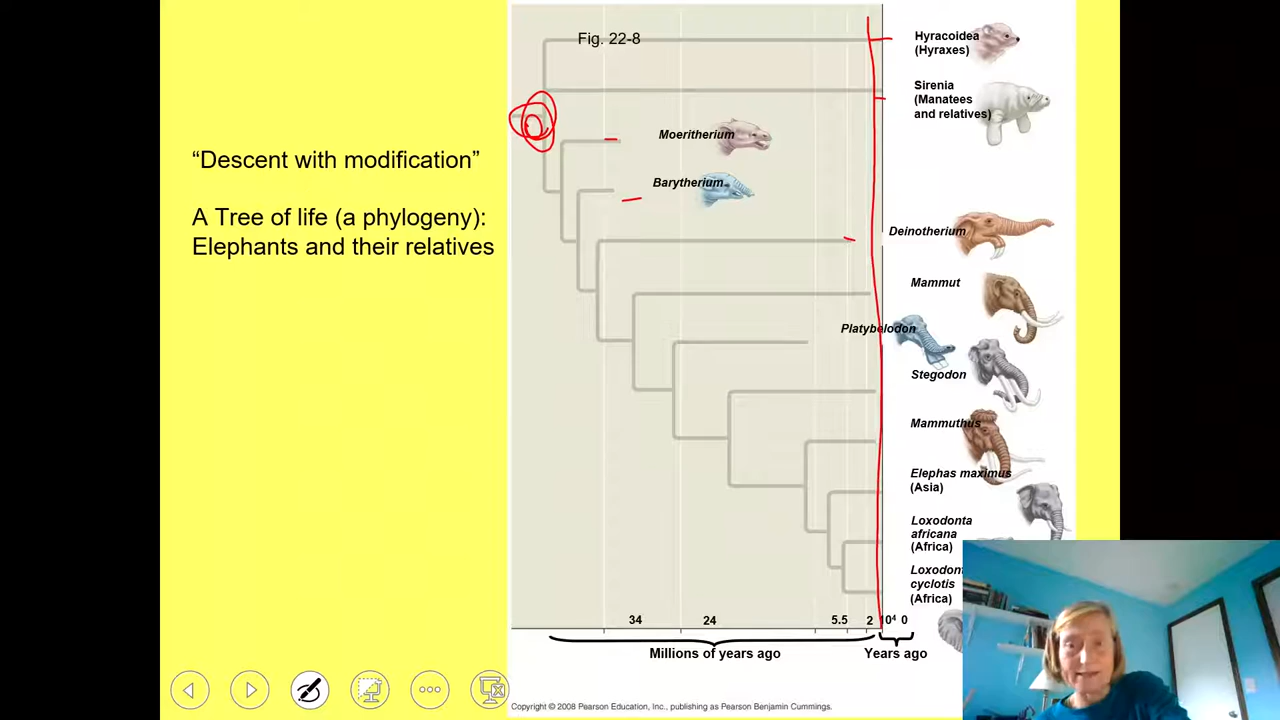 Fig. 22-8
Hyracoidea
(Hyraxes)
Sirenia
(Manatees
and relatives)
Moeritherium
“Descent with modification”
Barytherium
A Tree of life (a phylogeny):
Elephants and their relatives
Deinotherium
Mammut
Platybelodon
Stegodon
Mammuthus
Elephas maximus
(Asia)
Loxodonta
africana
(Africa)
Loxodon
cyclotis
(Africa)
34 24 5.5 2 10⁴ 0
Millions of years ago Years ago
Copyright © 2008 Pearson Education, Inc., publishing as Pearson Benjamin Cummings.